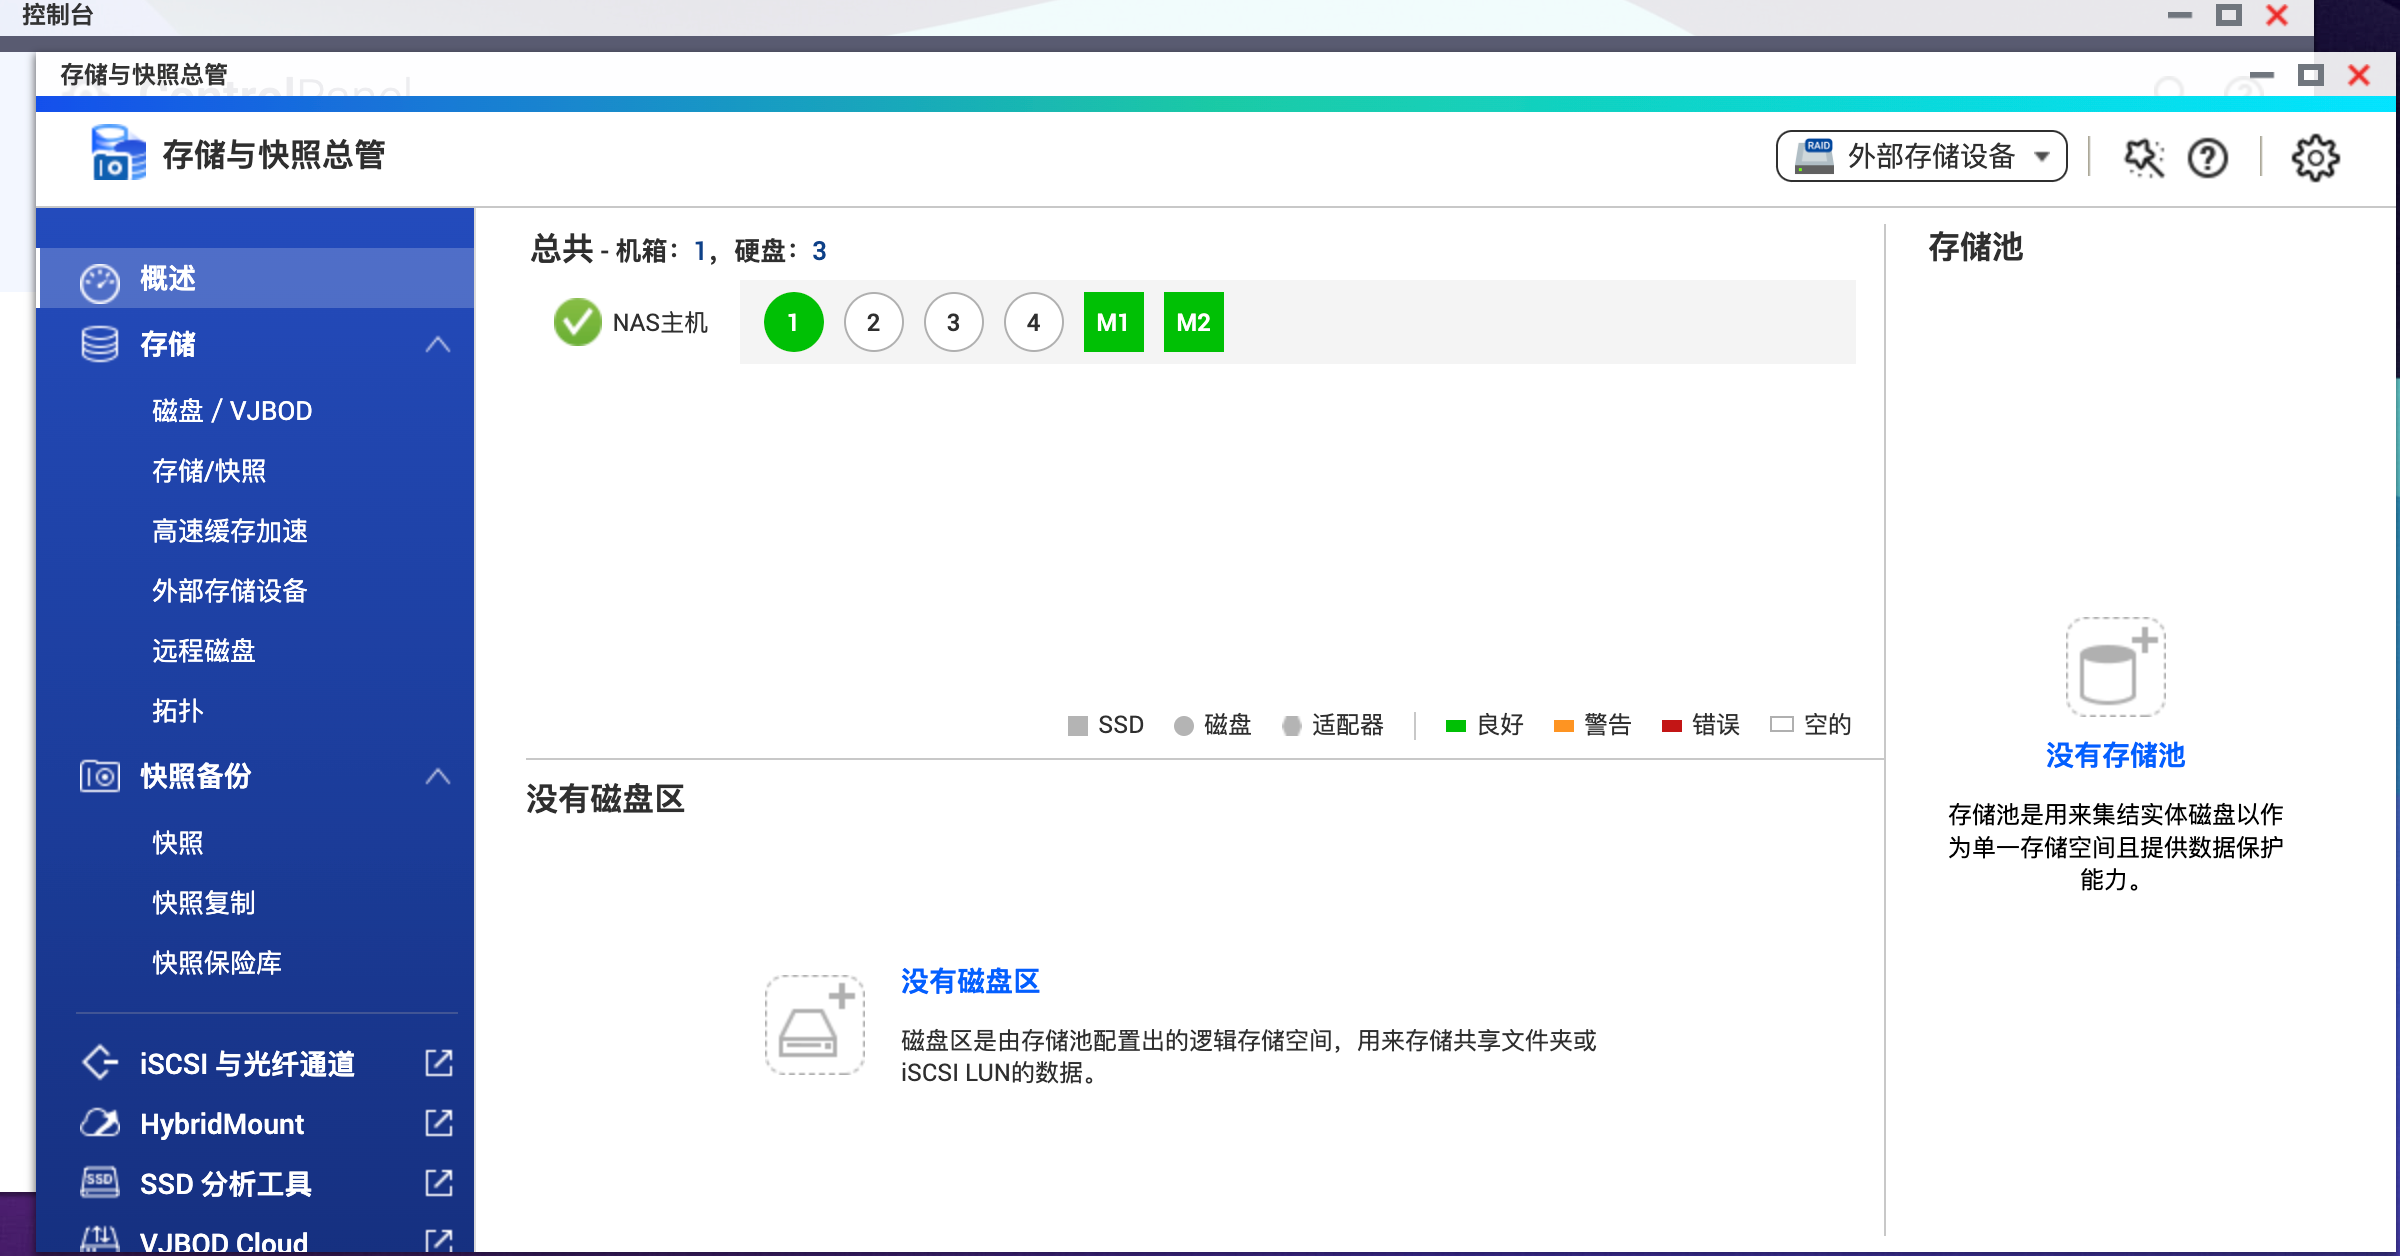 控制台
存储与快照总管
ControlPanel
存储与快照总管
外部存储设备
概述
存储
磁盘 / VJBOD
存储/快照
高速缓存加速
外部存储设备
远程磁盘
拓扑
快照备份
快照
快照复制
快照保险库
iSCSI 与光纤通道
HybridMount
SSD 分析工具
VJBOD Cloud
总共 - 机箱：1，硬盘：3
NAS主机 1 2 3 4 M1 M2
SSD 磁盘 适配器 良好 警告 错误 空的
没有磁盘区
没有磁盘区
磁盘区是由存储池配置出的逻辑存储空间，用来存储共享文件夹或
iSCSI LUN的数据。
存储池
没有存储池
存储池是用来集结实体磁盘以作
为单一存储空间且提供数据保护
能力。